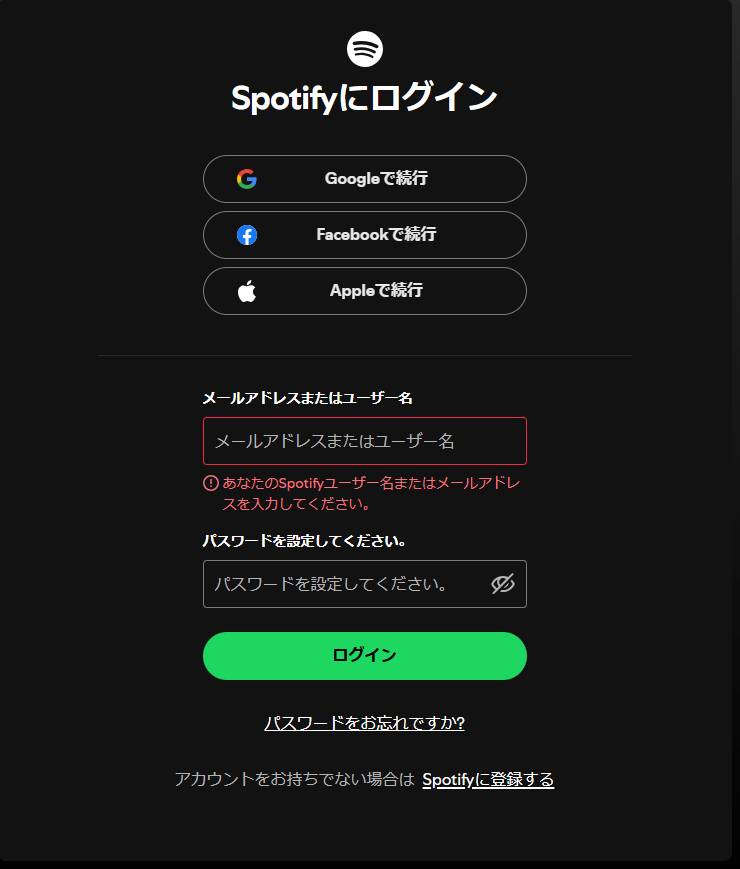 Spotifyにログイン
Googleで続行
Facebookで続行
Appleで続行
メールアドレスまたはユーザー名
メールアドレスまたはユーザー名
あなたのSpotifyユーザー名またはメールアドレ
スを入力してください。
パスワードを設定してください。
パスワードを設定してください。
ログイン
パスワードをお忘れですか?
アカウントをお持ちでない場合は Spotifyに登録する